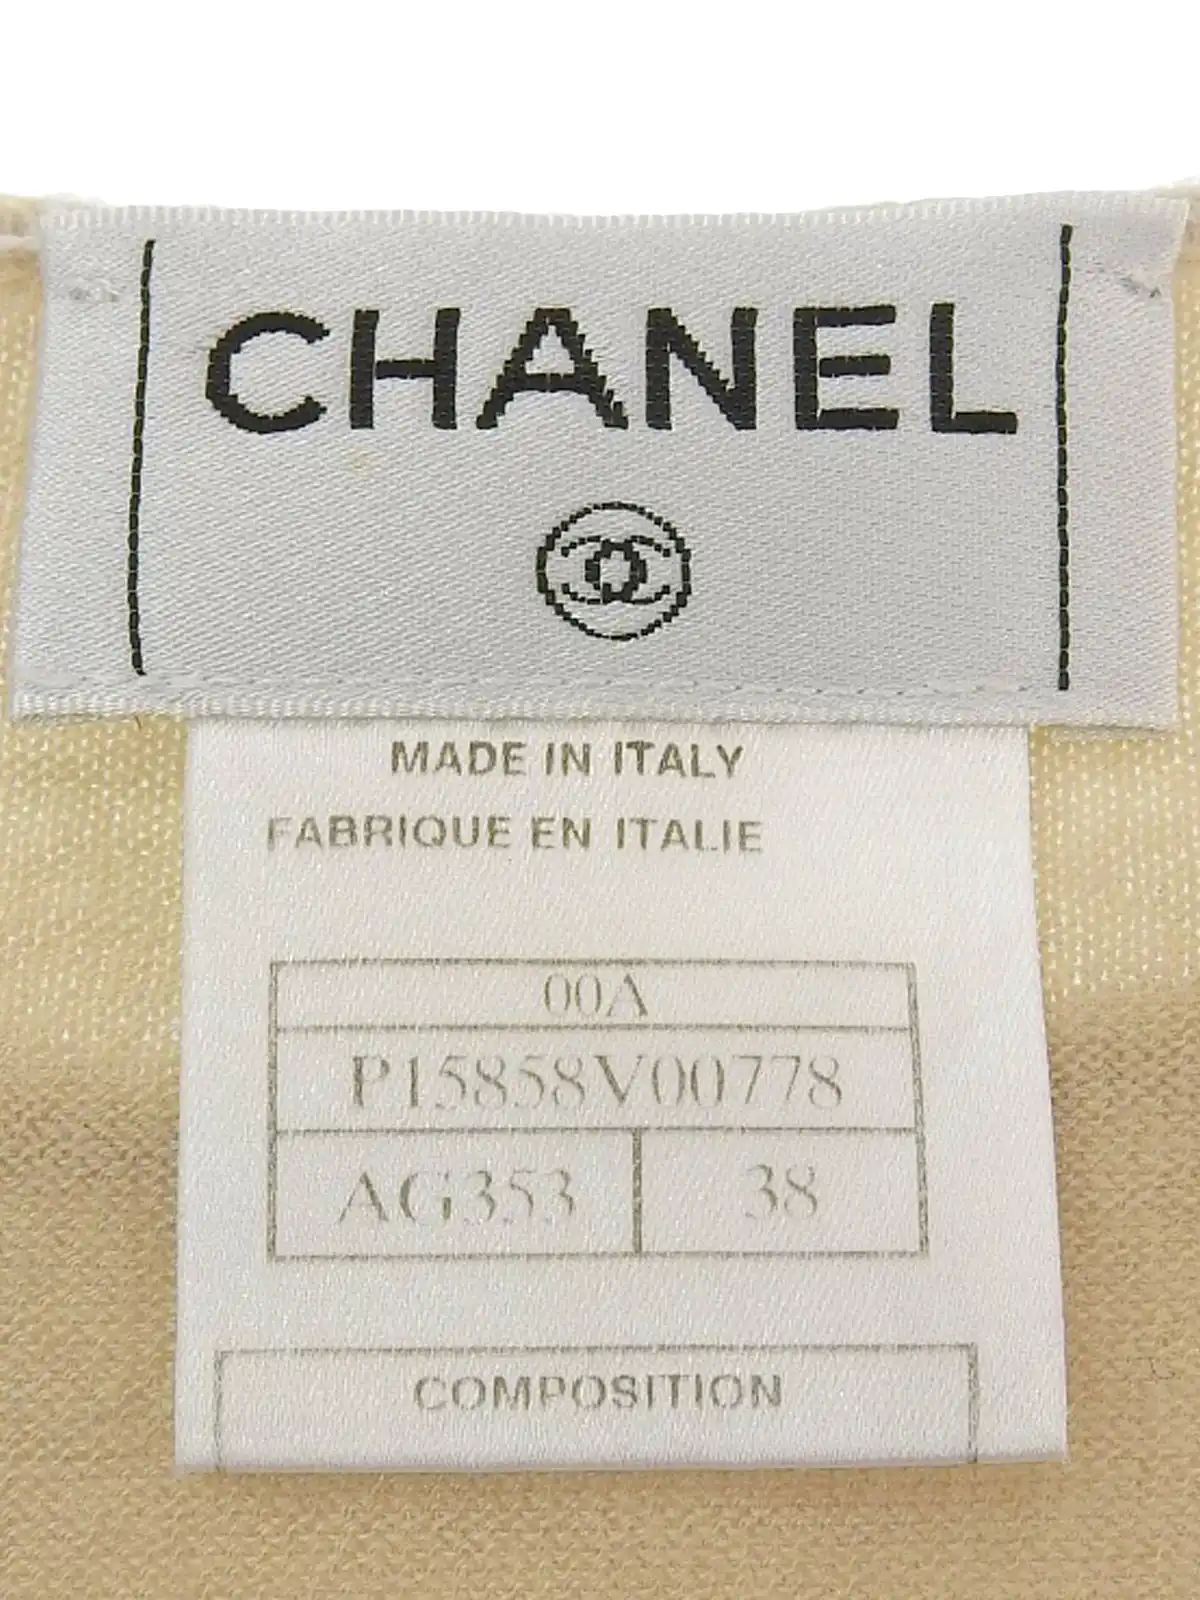 CHANEL
MADE IN ITALY
FABRIQUE EN ITALIE
00A
P15858V00778
AG353 38
COMPOSITION